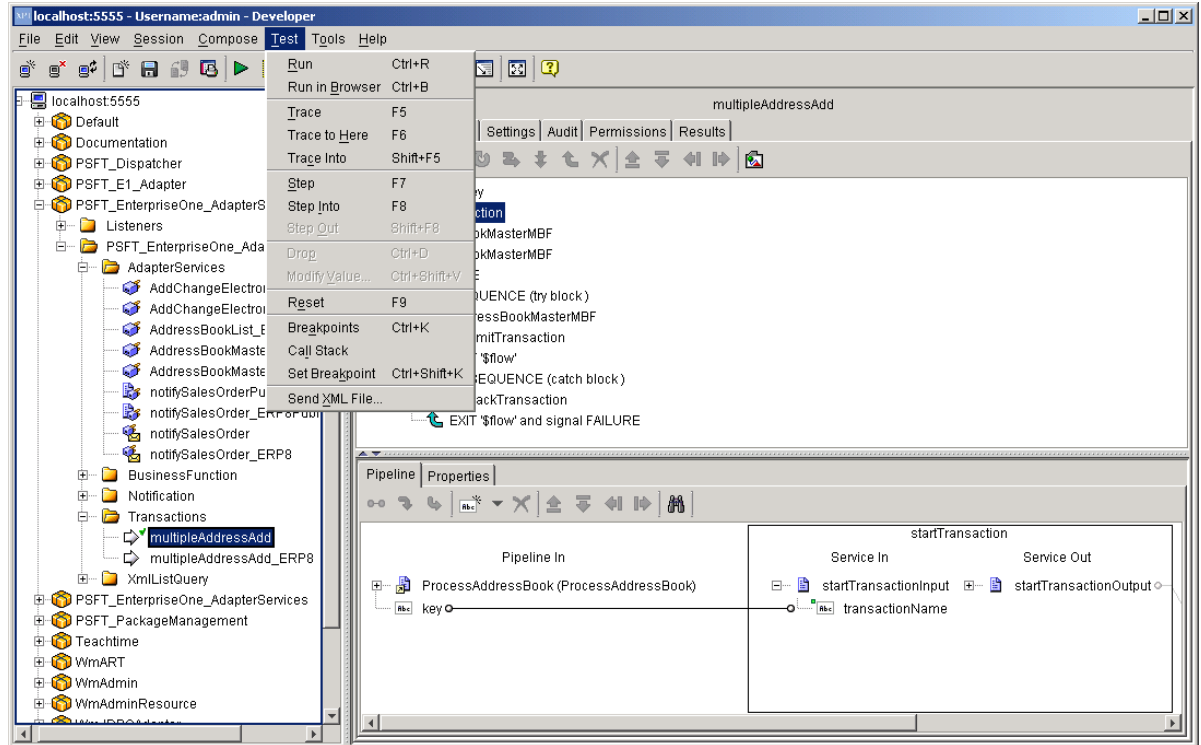 localhost:5555 - Username:admin - Developer
File Edit View Session Compose Test Tools Help
Run Ctrl+R
Run in Browser Ctrl+B
Trace F5
Trace to Here F6
Trace Into Shift+F5
Step F7
Step Into F8
Step Out Shift+F8
Drop Ctrl+D
Modify Value... Ctrl+Shift+V
Reset F9
Breakpoints Ctrl+K
Call Stack
Set Breakpoint Ctrl+Shift+K
Send XML File...
localhost:5555
Default
Documentation
PSFT_Dispatcher
PSFT_E1_Adapter
PSFT_EnterpriseOne_AdapterS
Listeners
PSFT_EnterpriseOne_Ada
AdapterServices
AddChangeElectro
AddChangeElectro
AddressBookList_E
AddressBookMaste
AddressBookMaste
notifySalesOrderPu
notifySalesOrder_ERP8Publ
notifySalesOrder
notifySalesOrder_ERP8
BusinessFunction
Notification
Transactions
multipleAddressAdd
multipleAddressAdd_ERP8
XmlListQuery
PSFT_EnterpriseOne_AdapterServices
PSFT_PackageManagement
Teachtime
WmART
WmAdmin
WmAdminResource
multipleAddressAdd
Settings Audit Permissions Results
ey
ction
okMasterMBF
okMasterMBF
E
UENCE (try block)
ressBookMasterMBF
mitTransaction
'$flow'
SEQUENCE (catch block)
ackTransaction
EXIT '$flow' and signal FAILURE
Pipeline Properties
startTransaction
Pipeline In Service In Service Out
ProcessAddressBook (ProcessAddressBook) startTransactionInput startTransactionOutput
Abc key Abc transactionName